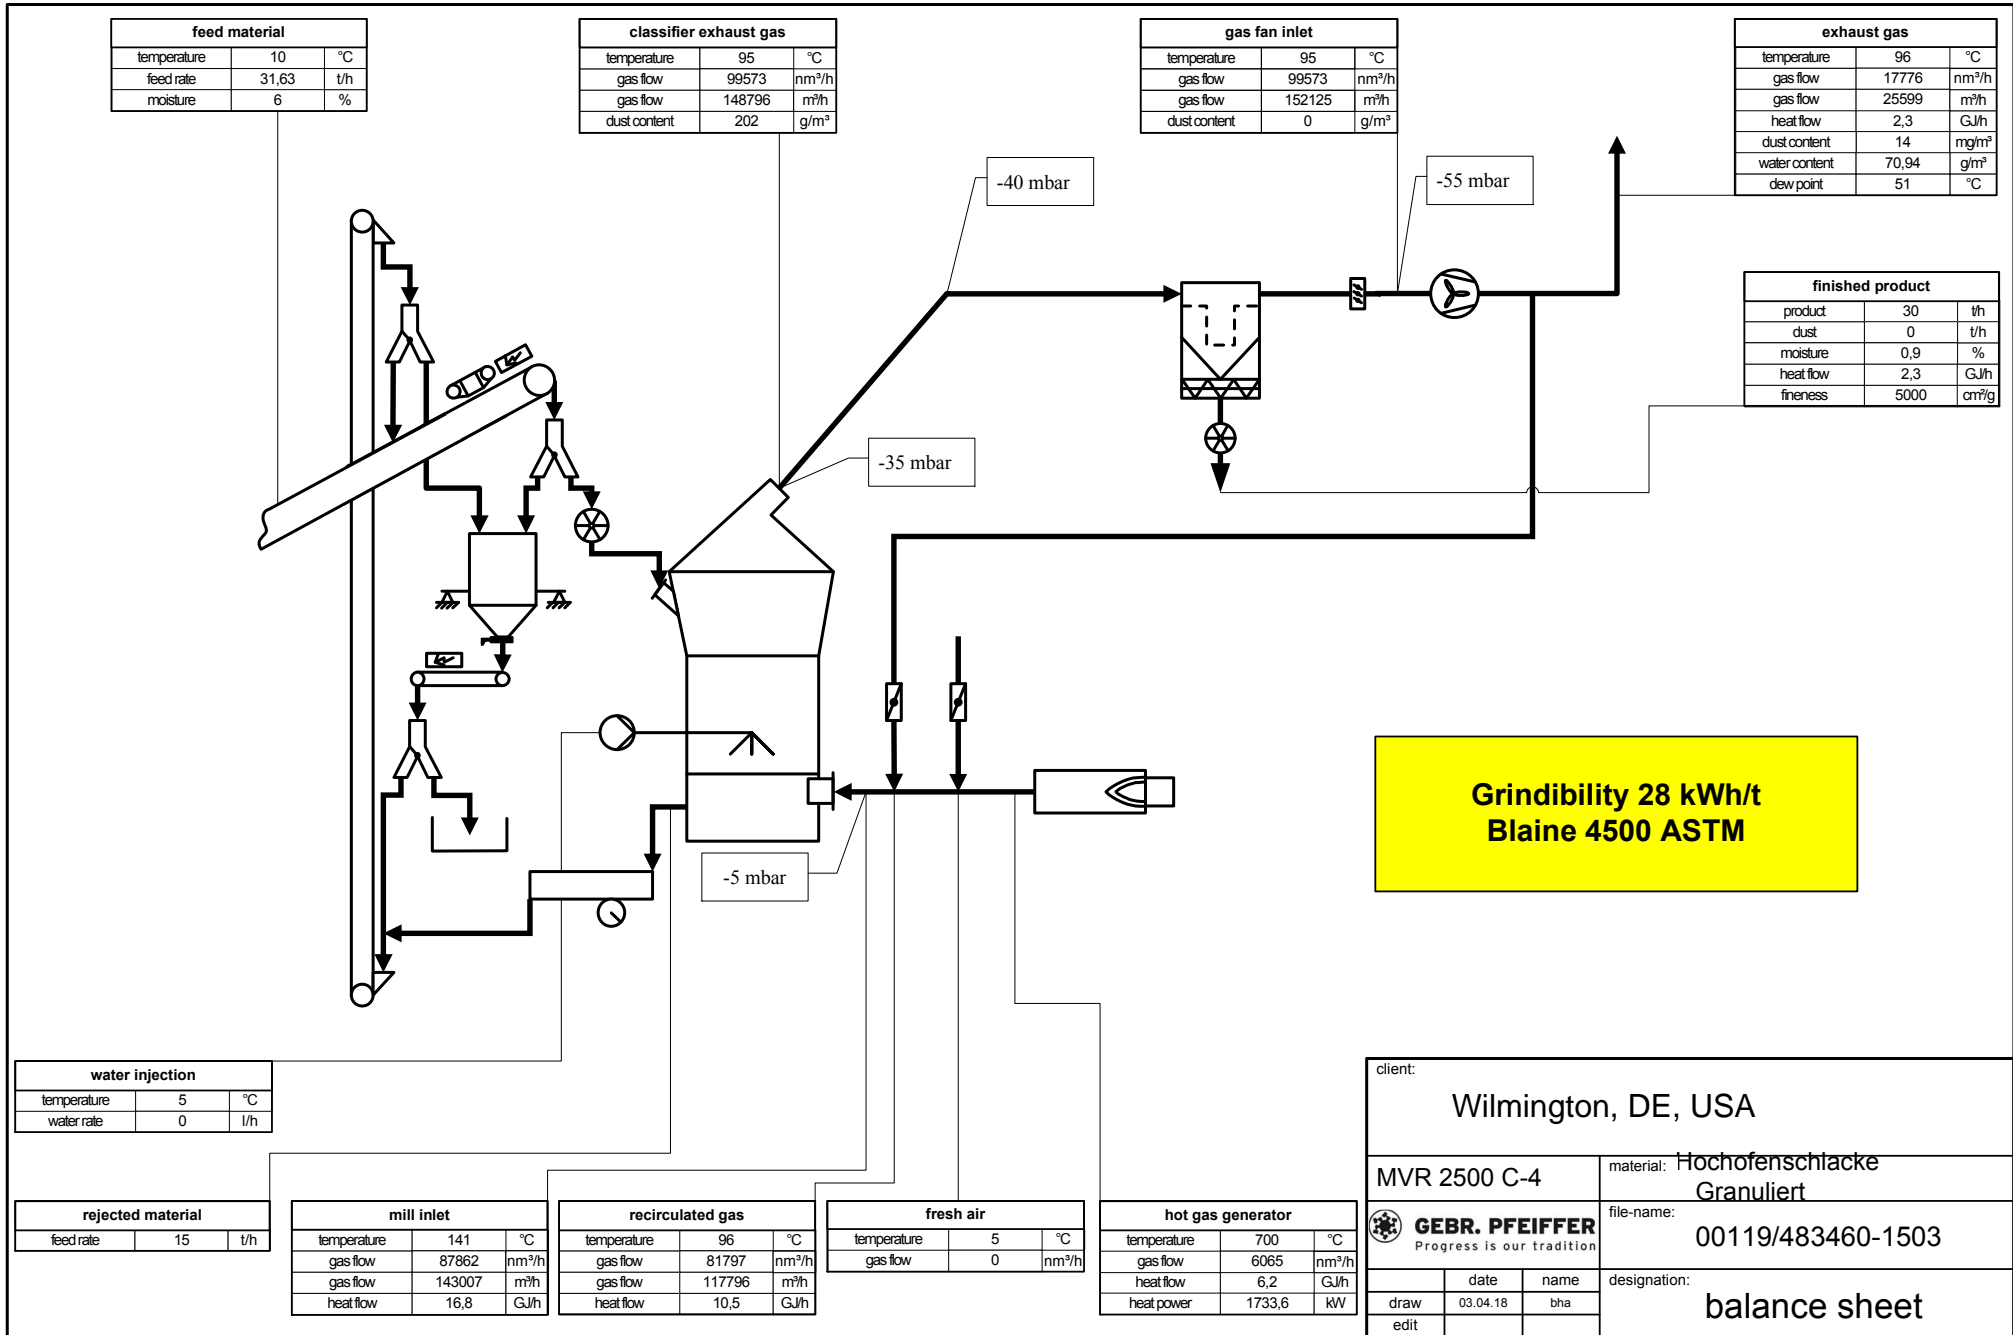 feed material
temperature 10 °C
feed rate 31,63 t/h
moisture 6 %
classifier exhaust gas
temperature 95 °C
gas flow 99573 nm³/h
gas flow 148796 m³/h
dust content 202 g/m³
gas fan inlet
temperature 95 °C
gas flow 99573 nm³/h
gas flow 152125 m³/h
dust content 0 g/m³
exhaust gas
temperature 96 °C
gas flow 17776 nm³/h
gas flow 25599 m³/h
heat flow 2,3 GJ/h
dust content 14 mg/m³
water content 70,94 g/m³
dew point 51 °C
-40 mbar
-55 mbar
finished product
product 30 t/h
dust 0 t/h
moisture 0,9 %
heat flow 2,3 GJ/h
fineness 5000 cm²/g
-35 mbar
-5 mbar
Grindibility 28 kWh/t
Blaine 4500 ASTM
water injection
temperature 5 °C
water rate 0 l/h
rejected material
feed rate 15 t/h
mill inlet
temperature 141 °C
gas flow 87862 nm³/h
gas flow 143007 m³/h
heat flow 16,8 GJ/h
recirculated gas
temperature 96 °C
gas flow 81797 nm³/h
gas flow 117796 m³/h
heat flow 10,5 GJ/h
fresh air
temperature 5 °C
gas flow 0 nm³/h
hot gas generator
temperature 700 °C
gas flow 6065 nm³/h
heat flow 6,2 GJ/h
heat power 1733,6 kW
client:
Wilmington, DE, USA
MVR 2500 C-4
material: Hochofenschlacke
Granuliert
GEBR. PFEIFFER
Progress is our tradition
file-name:
00119/483460-1503
date name
draw 03.04.18 bha
edit
designation:
balance sheet